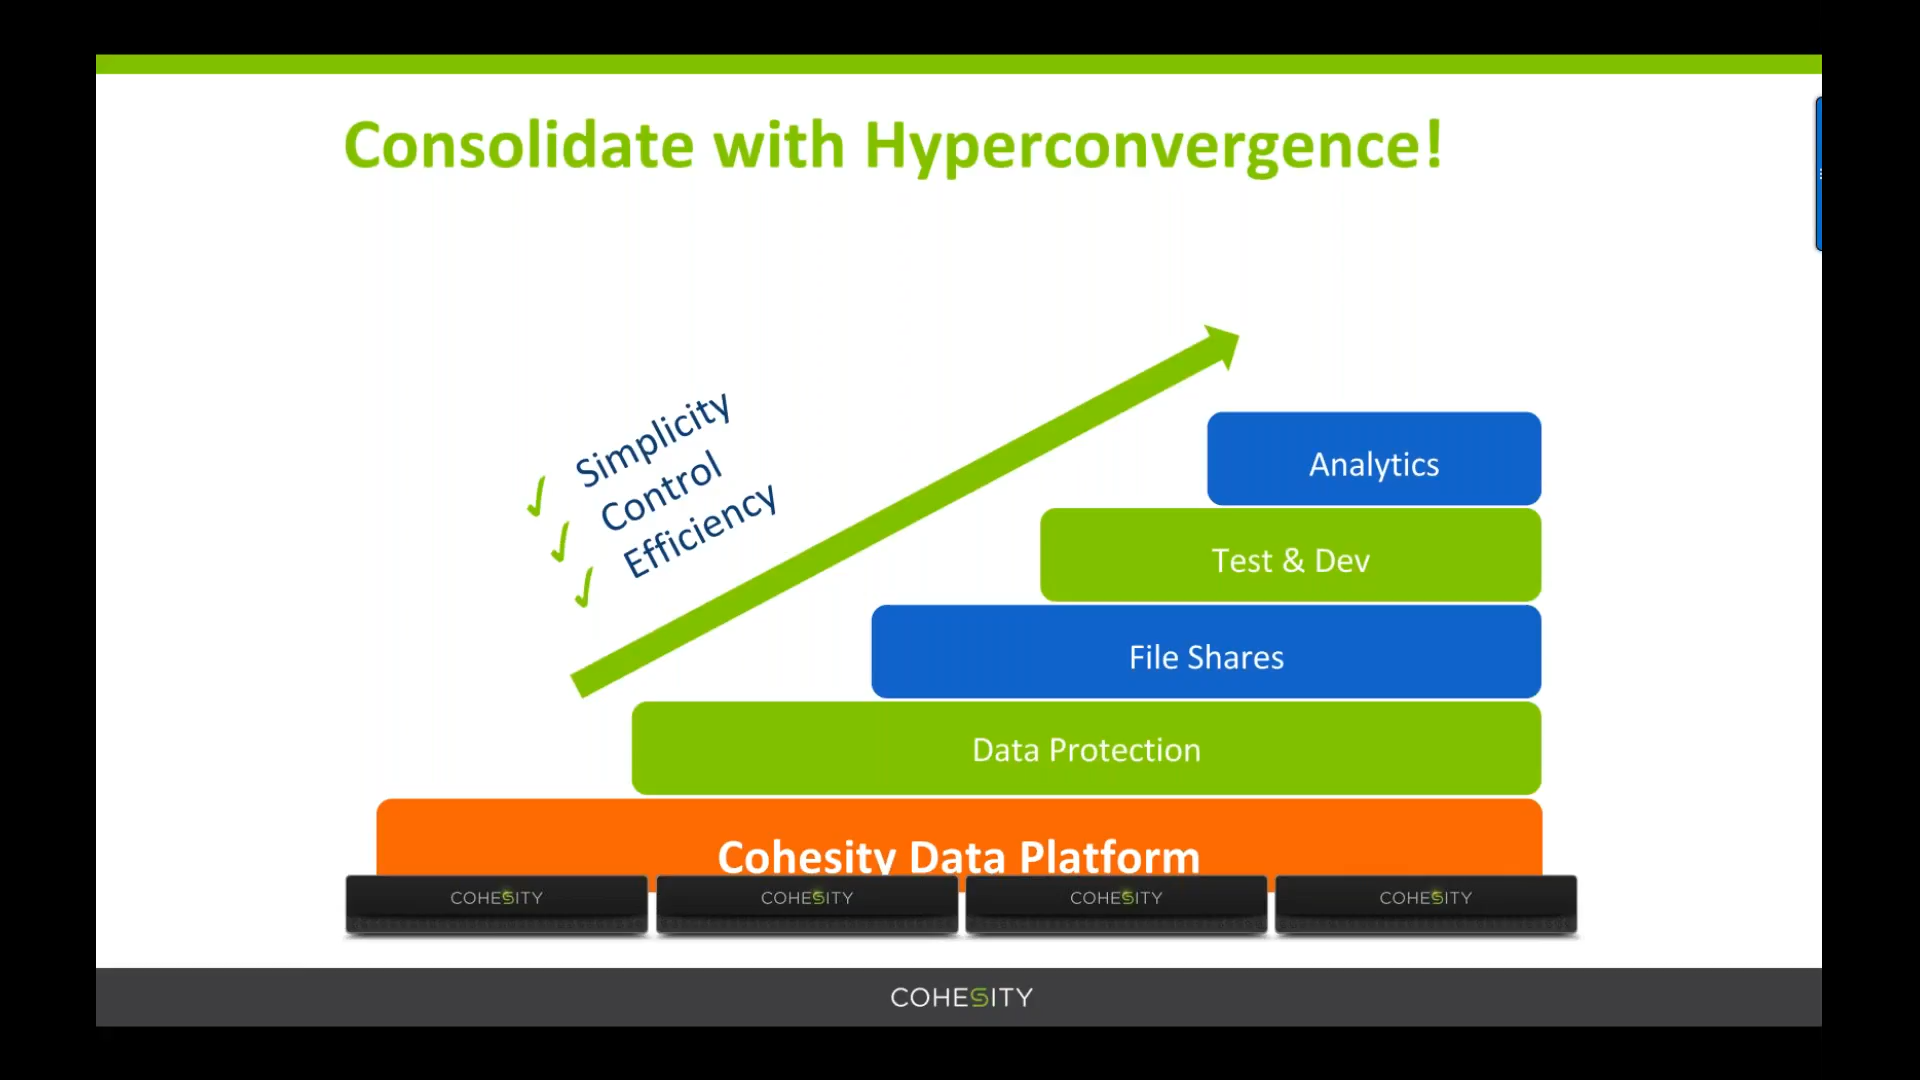 Consolidate with Hyperconvergence!
✓ Simplicity
✓ Control
✓ Efficiency
Analytics
Test & Dev
File Shares
Data Protection
Cohesity Data Platform
COHESITY COHESITY COHESITY COHESITY
COHESITY